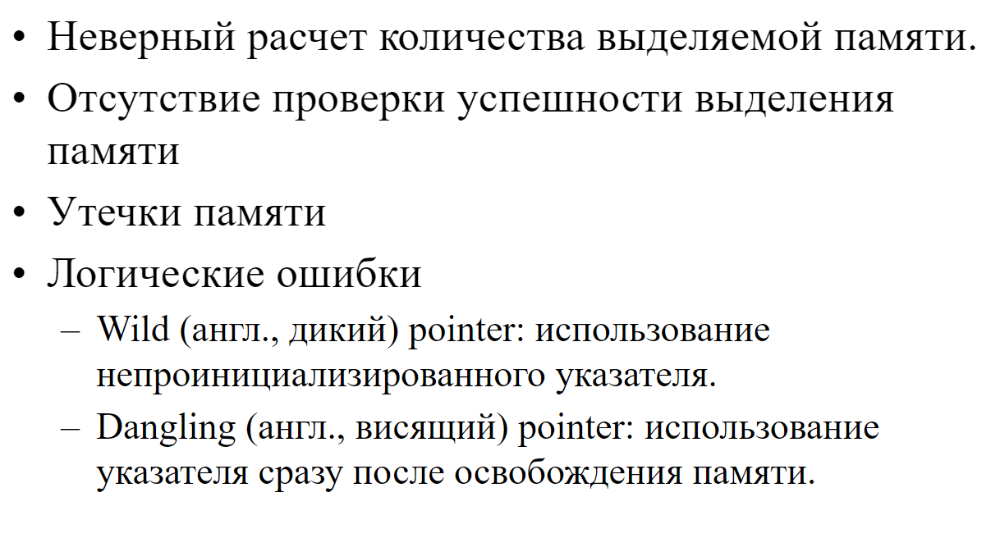 • Неверный расчет количества выделяемой памяти.
• Отсутствие проверки успешности выделения
памяти
• Утечки памяти
• Логические ошибки
– Wild (англ., дикий) pointer: использование
непроинициализированного указателя.
– Dangling (англ., висящий) pointer: использование
указателя сразу после освобождения памяти.